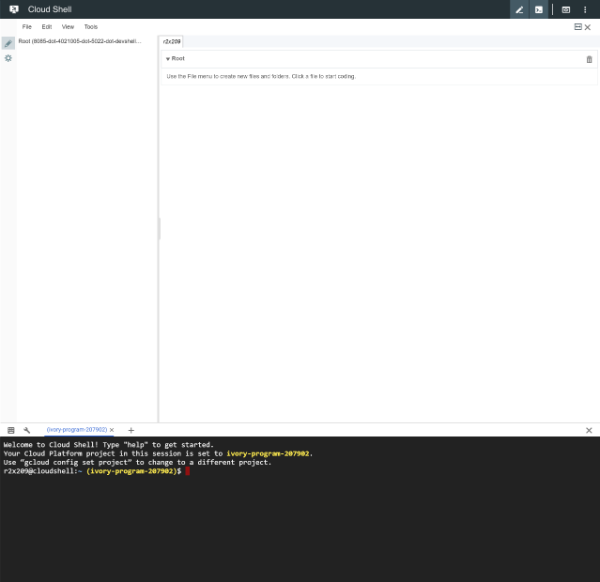 Cloud Shell
File Edit View Tools
Root (8085-dot-4021005-dot-5022-dot-devshell...
r2x209
Root
Use the File menu to create new files and folders. Click a file to start coding.
(ivory-program-207902)
Welcome to Cloud Shell! Type "help" to get started.
Your Cloud Platform project in this session is set to ivory-program-207902.
Use "gcloud config set project" to change to a different project.
r2x209@cloudshell:~ (ivory-program-207902)$